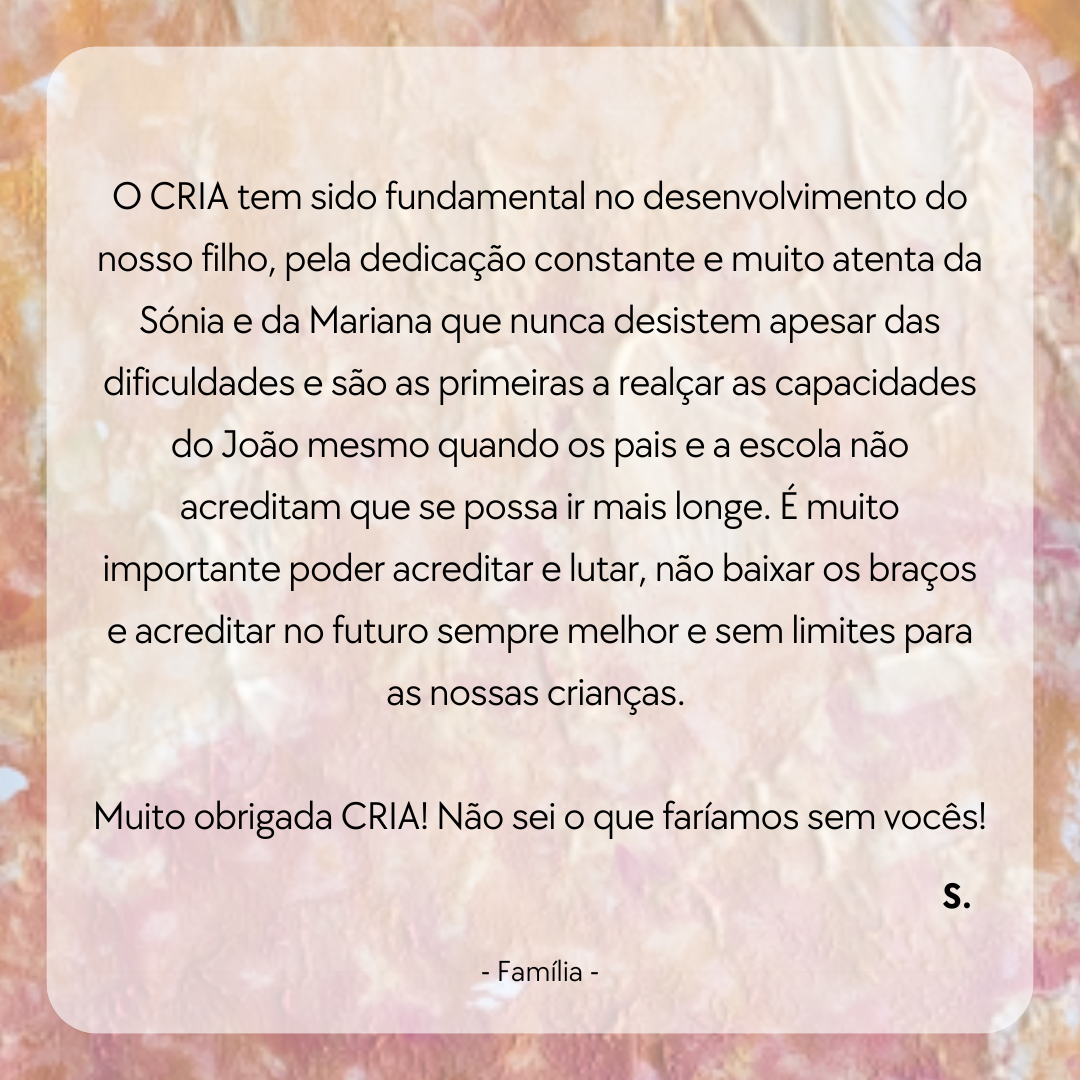 O CRIA tem sido fundamental no desenvolvimento do
nosso filho, pela dedicação constante e muito atenta da
Sónia e da Mariana que nunca desistem apesar das
dificuldades e são as primeiras a realçar as capacidades
do João mesmo quando os pais e a escola não
acreditam que se possa ir mais longe. É muito
importante poder acreditar e lutar, não baixar os braços
e acreditar no futuro sempre melhor e sem limites para
as nossas crianças.
Muito obrigada CRIA! Não sei o que faríamos sem vocês!
S.
- Família -